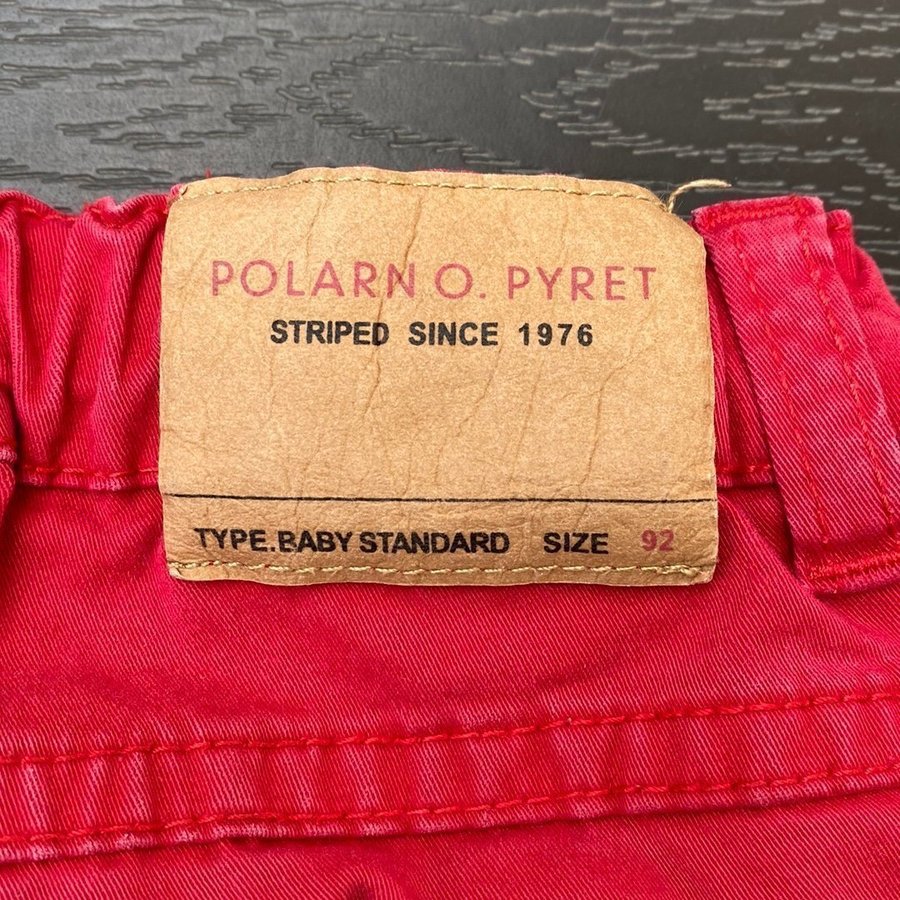 POLARN O. PYRET
STRIPED SINCE 1976
TYPE.BABY STANDARD SIZE 92